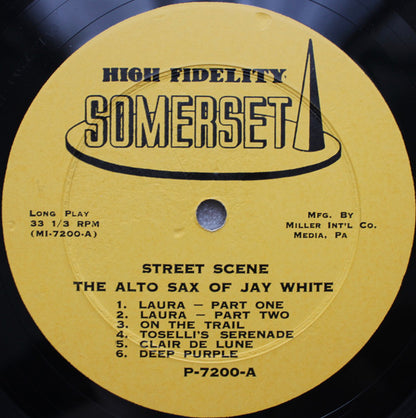 HIGH FIDELITY
SOMERSET
LONG PLAY
33 1/3 RPM
(MI-7200-A)
MFG. BY
MILLER INT'L CO.
MEDIA, PA
STREET SCENE
THE ALTO SAX OF JAY WHITE
1. LAURA — PART ONE
2. LAURA — PART TWO
3. ON THE TRAIL
4. TOSELLI'S SERENADE
5. CLAIR DE LUNE
6. DEEP PURPLE
P-7200-A